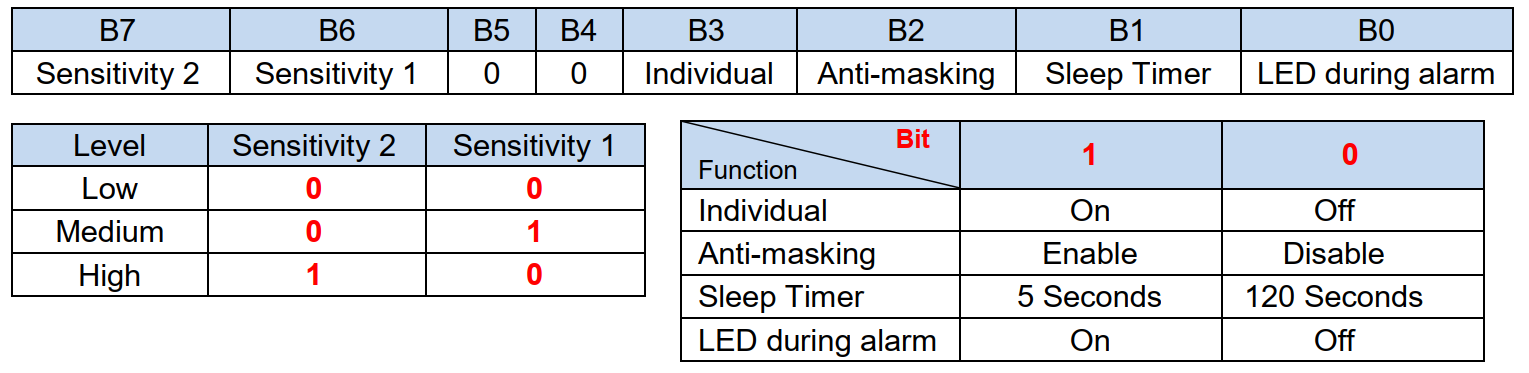 B7 B6 B5 B4 B3 B2 B1 B0
Sensitivity 2 Sensitivity 1 0 0 Individual Anti-masking Sleep Timer LED during alarm
Level Sensitivity 2 Sensitivity 1
Low 0 0
Medium 0 1
High 1 0
Bit
Function 1 0
Individual On Off
Anti-masking Enable Disable
Sleep Timer 5 Seconds 120 Seconds
LED during alarm On Off